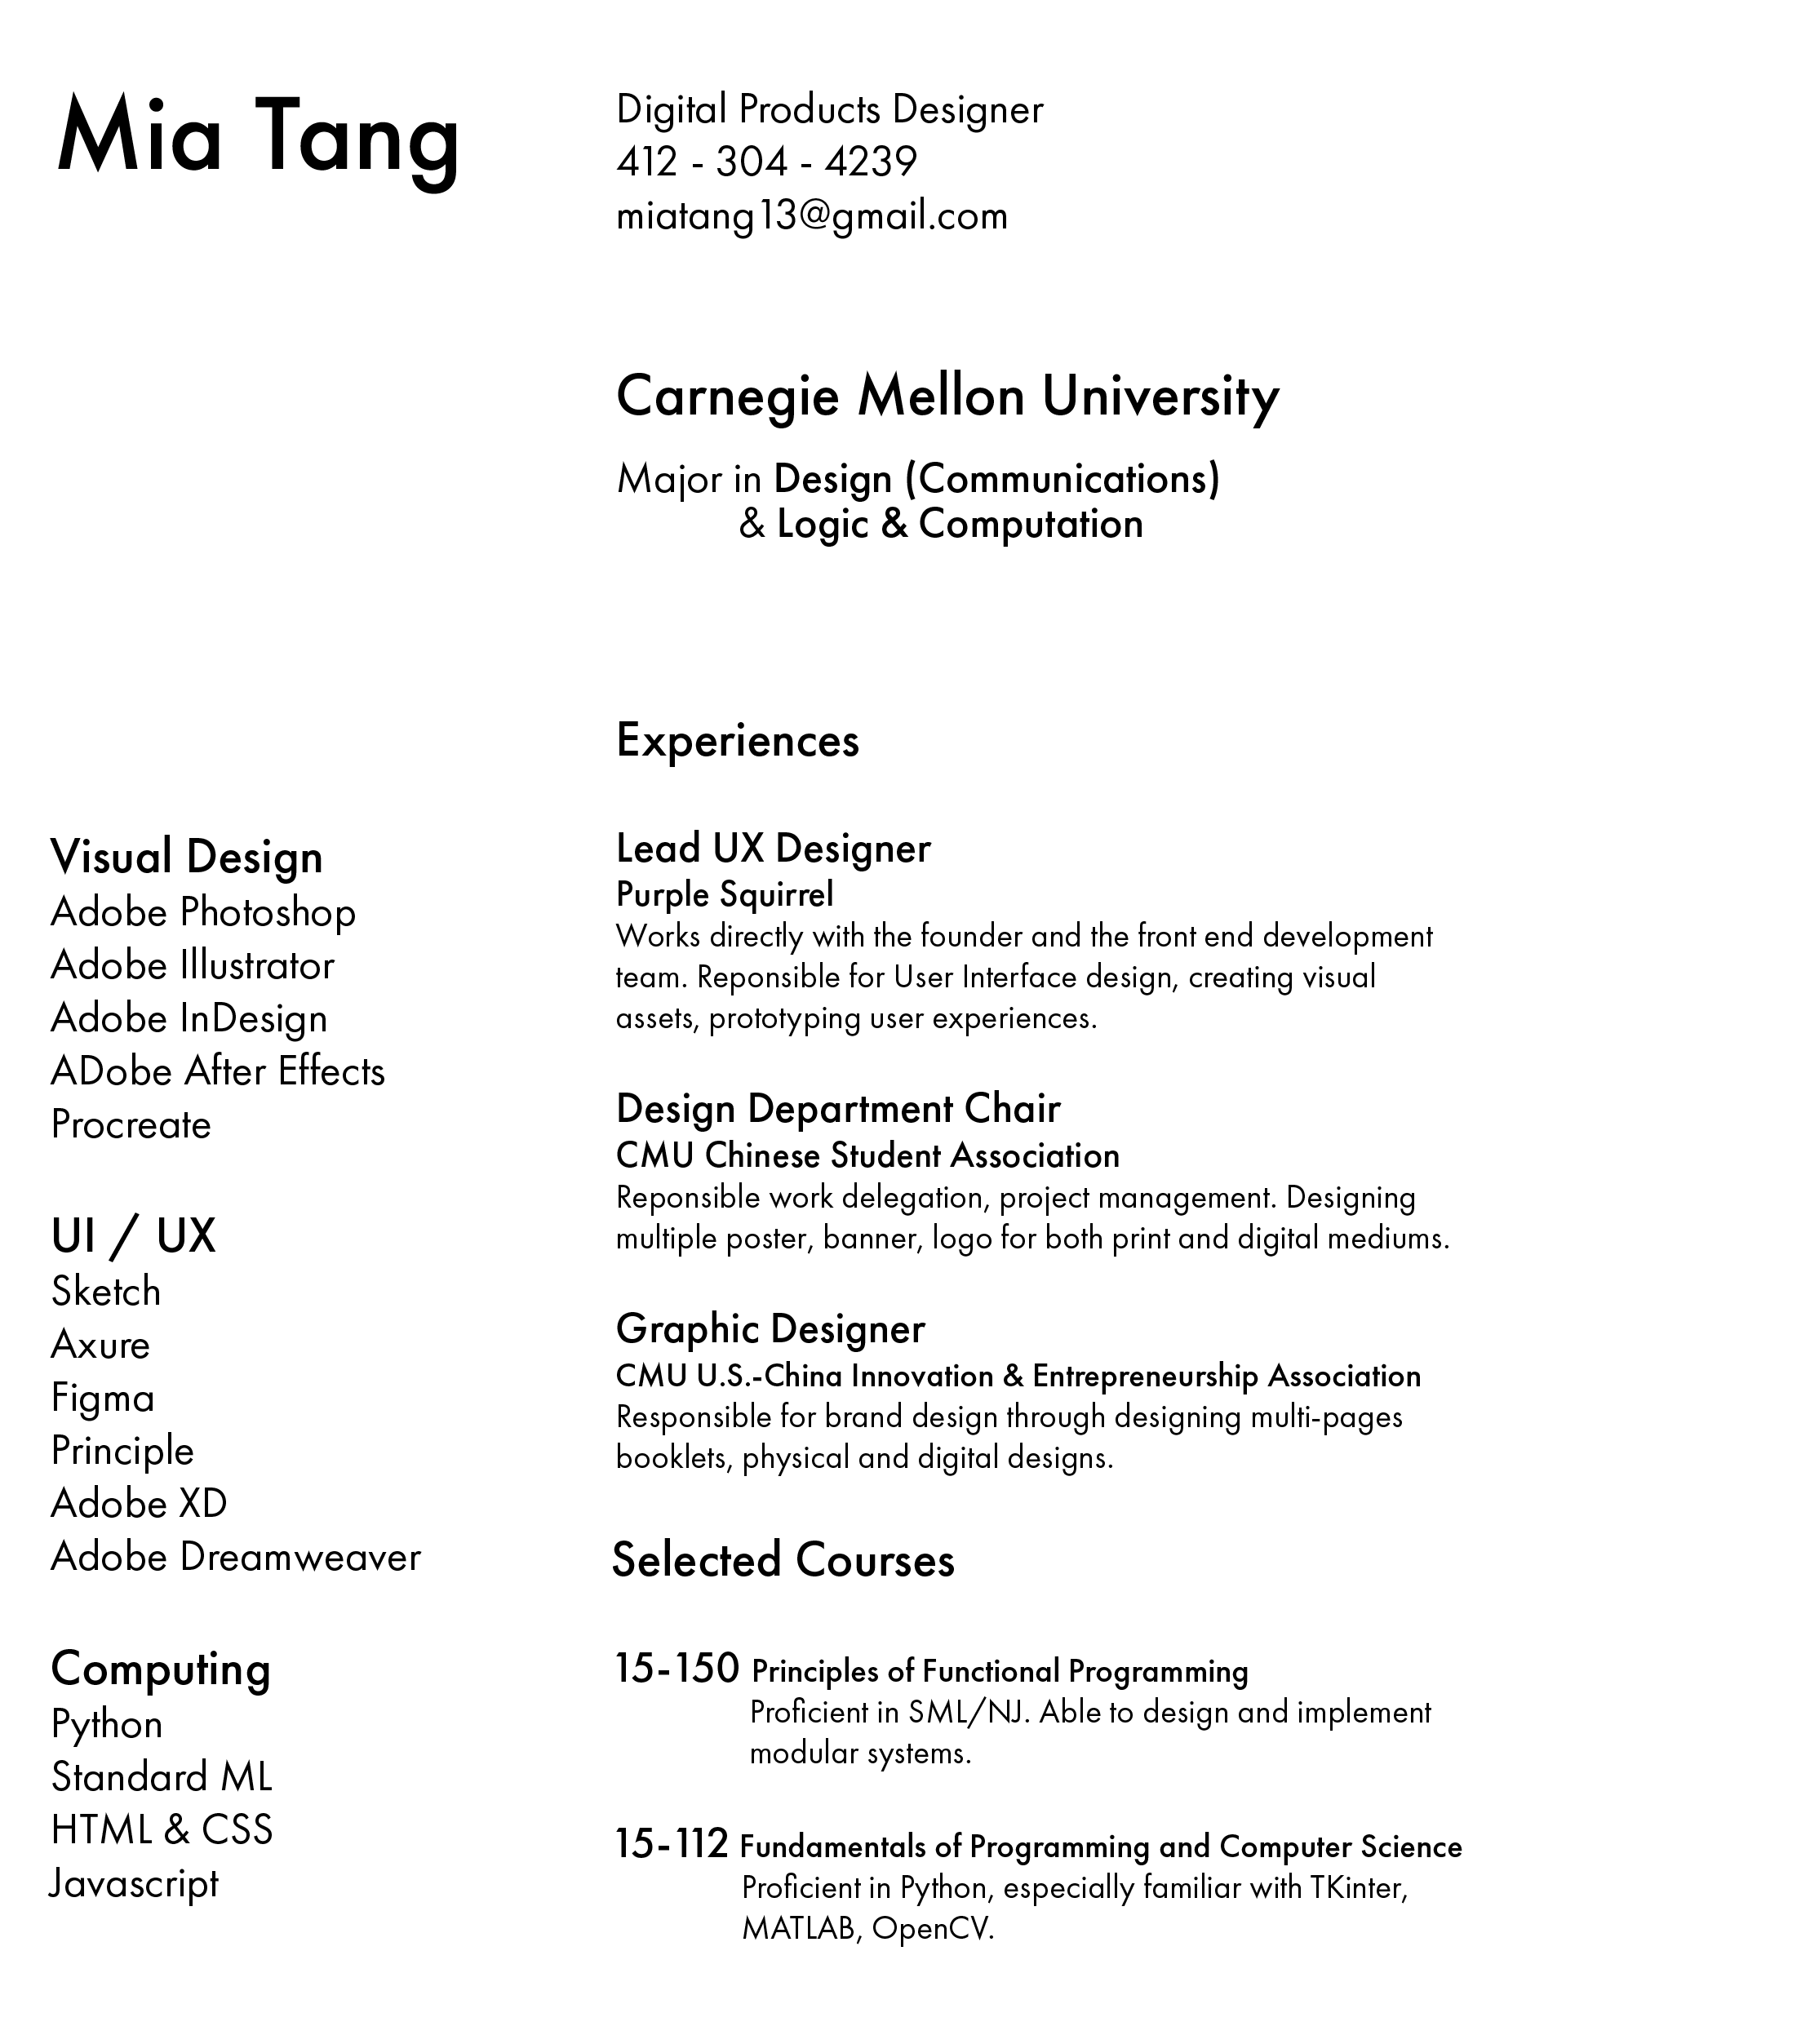 Mia Tang
Digital Products Designer
412 - 304 - 4239
miatang13@gmail.com
Carnegie Mellon University
Major in Design (Communications)
& Logic & Computation
Visual Design
Adobe Photoshop
Adobe Illustrator
Adobe InDesign
ADobe After Effects
Procreate
UI / UX
Sketch
Axure
Figma
Principle
Adobe XD
Adobe Dreamweaver
Computing
Python
Standard ML
HTML & CSS
Javascript
Experiences
Lead UX Designer
Purple Squirrel
Works directly with the founder and the front end development
team. Reponsible for User Interface design, creating visual
assets, prototyping user experiences.
Design Department Chair
CMU Chinese Student Association
Reponsible work delegation, project management. Designing
multiple poster, banner, logo for both print and digital mediums.
Graphic Designer
CMU U.S.-China Innovation & Entrepreneurship Association
Responsible for brand design through designing multi-pages
booklets, physical and digital designs.
Selected Courses
15-150 Principles of Functional Programming
Proficient in SML/NJ. Able to design and implement
modular systems.
15-112 Fundamentals of Programming and Computer Science
Proficient in Python, especially familiar with TKinter,
MATLAB, OpenCV.